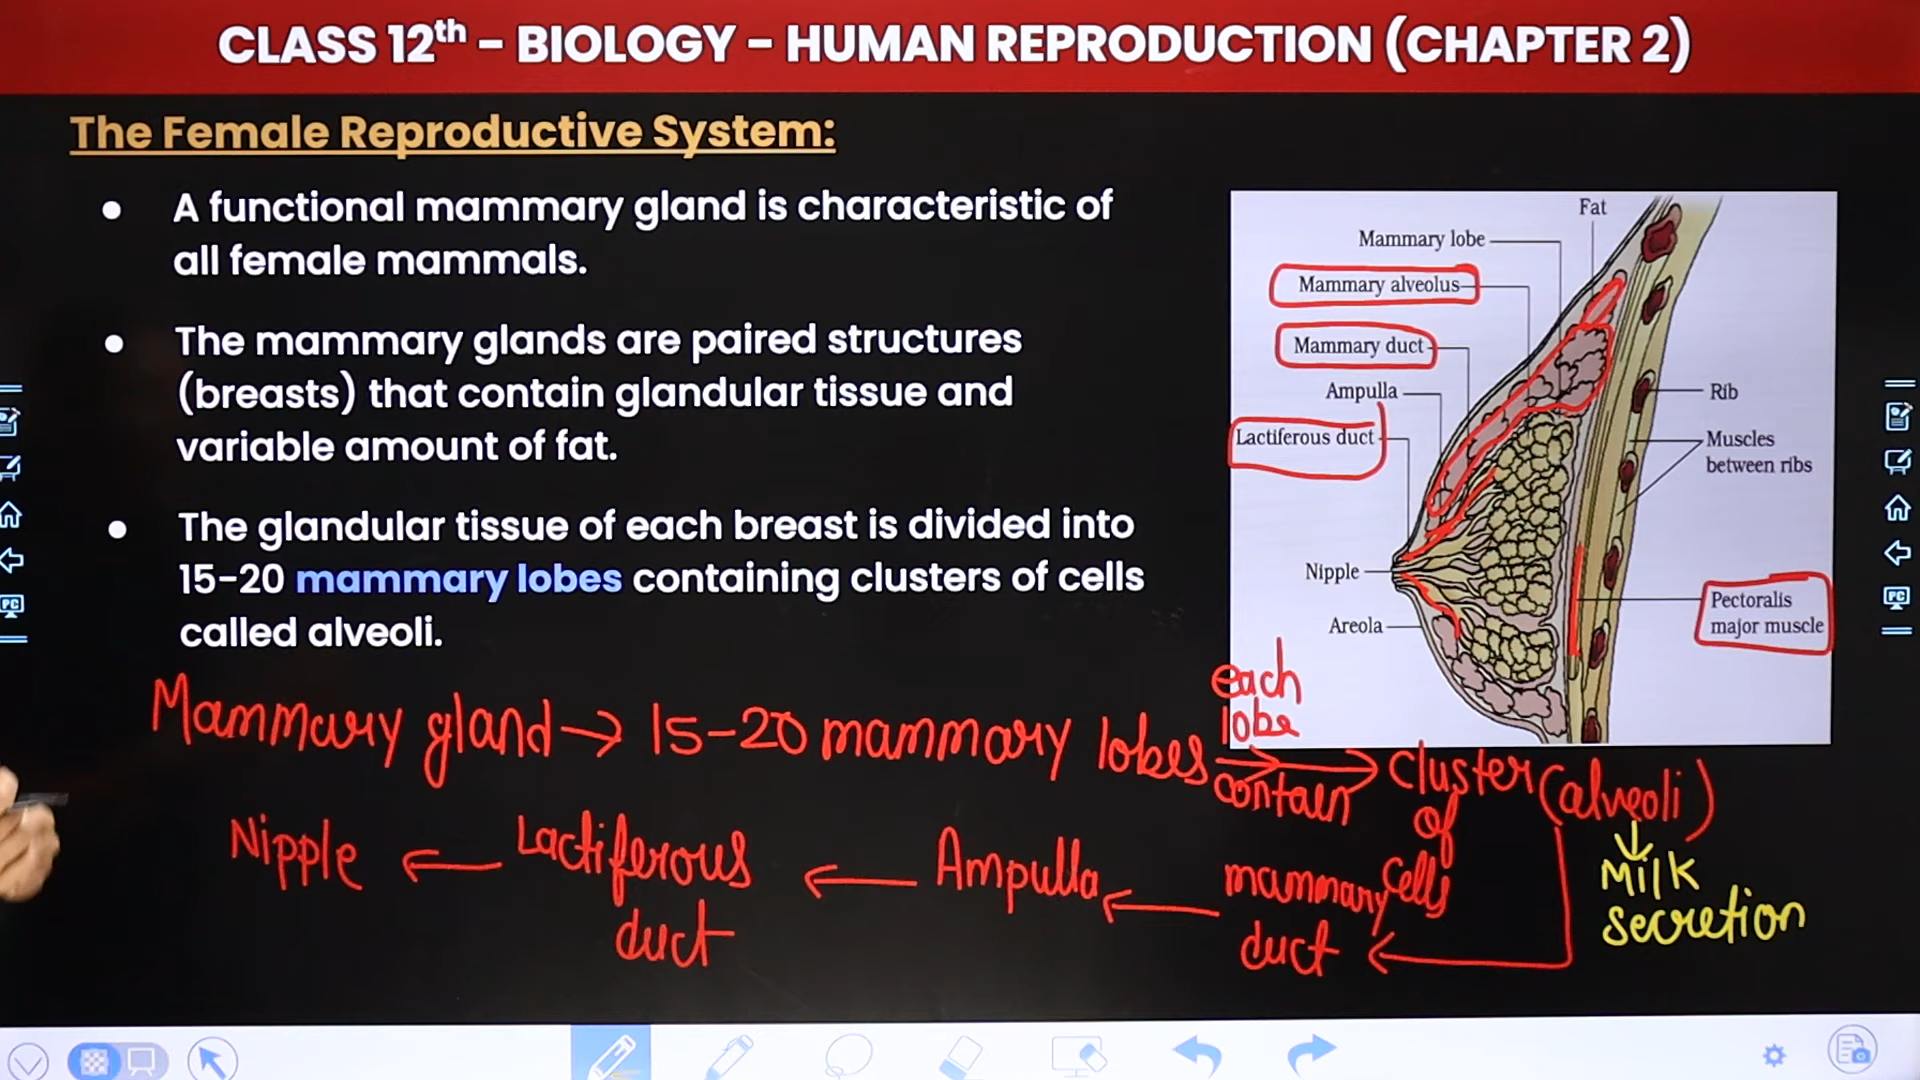 CLASS 12th – BIOLOGY – HUMAN REPRODUCTION (CHAPTER 2)
The Female Reproductive System:
● A functional mammary gland is characteristic of
all female mammals.
● The mammary glands are paired structures
(breasts) that contain glandular tissue and
variable amount of fat.
● The glandular tissue of each breast is divided into
15-20 mammary lobes containing clusters of cells
called alveoli.
Fat
Mammary lobe
Mammary alveolus
Mammary duct
Ampulla
Lactiferous duct
Nipple
Areola
Rib
Muscles
between ribs
Pectoralis
major muscle
Mammary gland → 15-20 mammary lobes
each
lobe
contain
→ cluster (alveoli)
of
cells
↓
Milk
secretion
mammary
duct
← Ampulla
← Lactiferous
duct
← Nipple
PC
PC